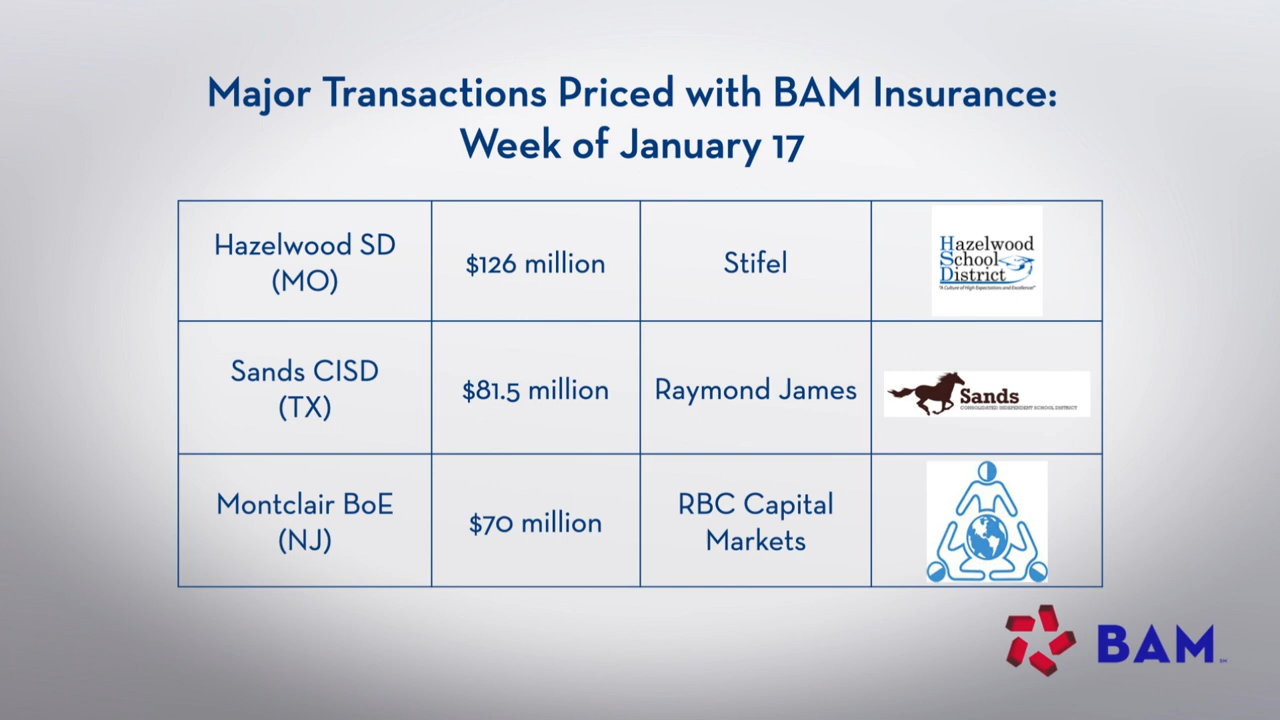 Major Transactions Priced with BAM Insurance:
Week of January 17
Hazelwood SD
(MO)
$126 million
Stifel
Hazelwood
School
District
"A Culture of High Expectations and Excellence!"
Sands CISD
(TX)
$81.5 million
Raymond James
Sands
CONSOLIDATED INDEPENDENT SCHOOL DISTRICT
Montclair BoE
(NJ)
$70 million
RBC Capital
Markets
BAM
SM